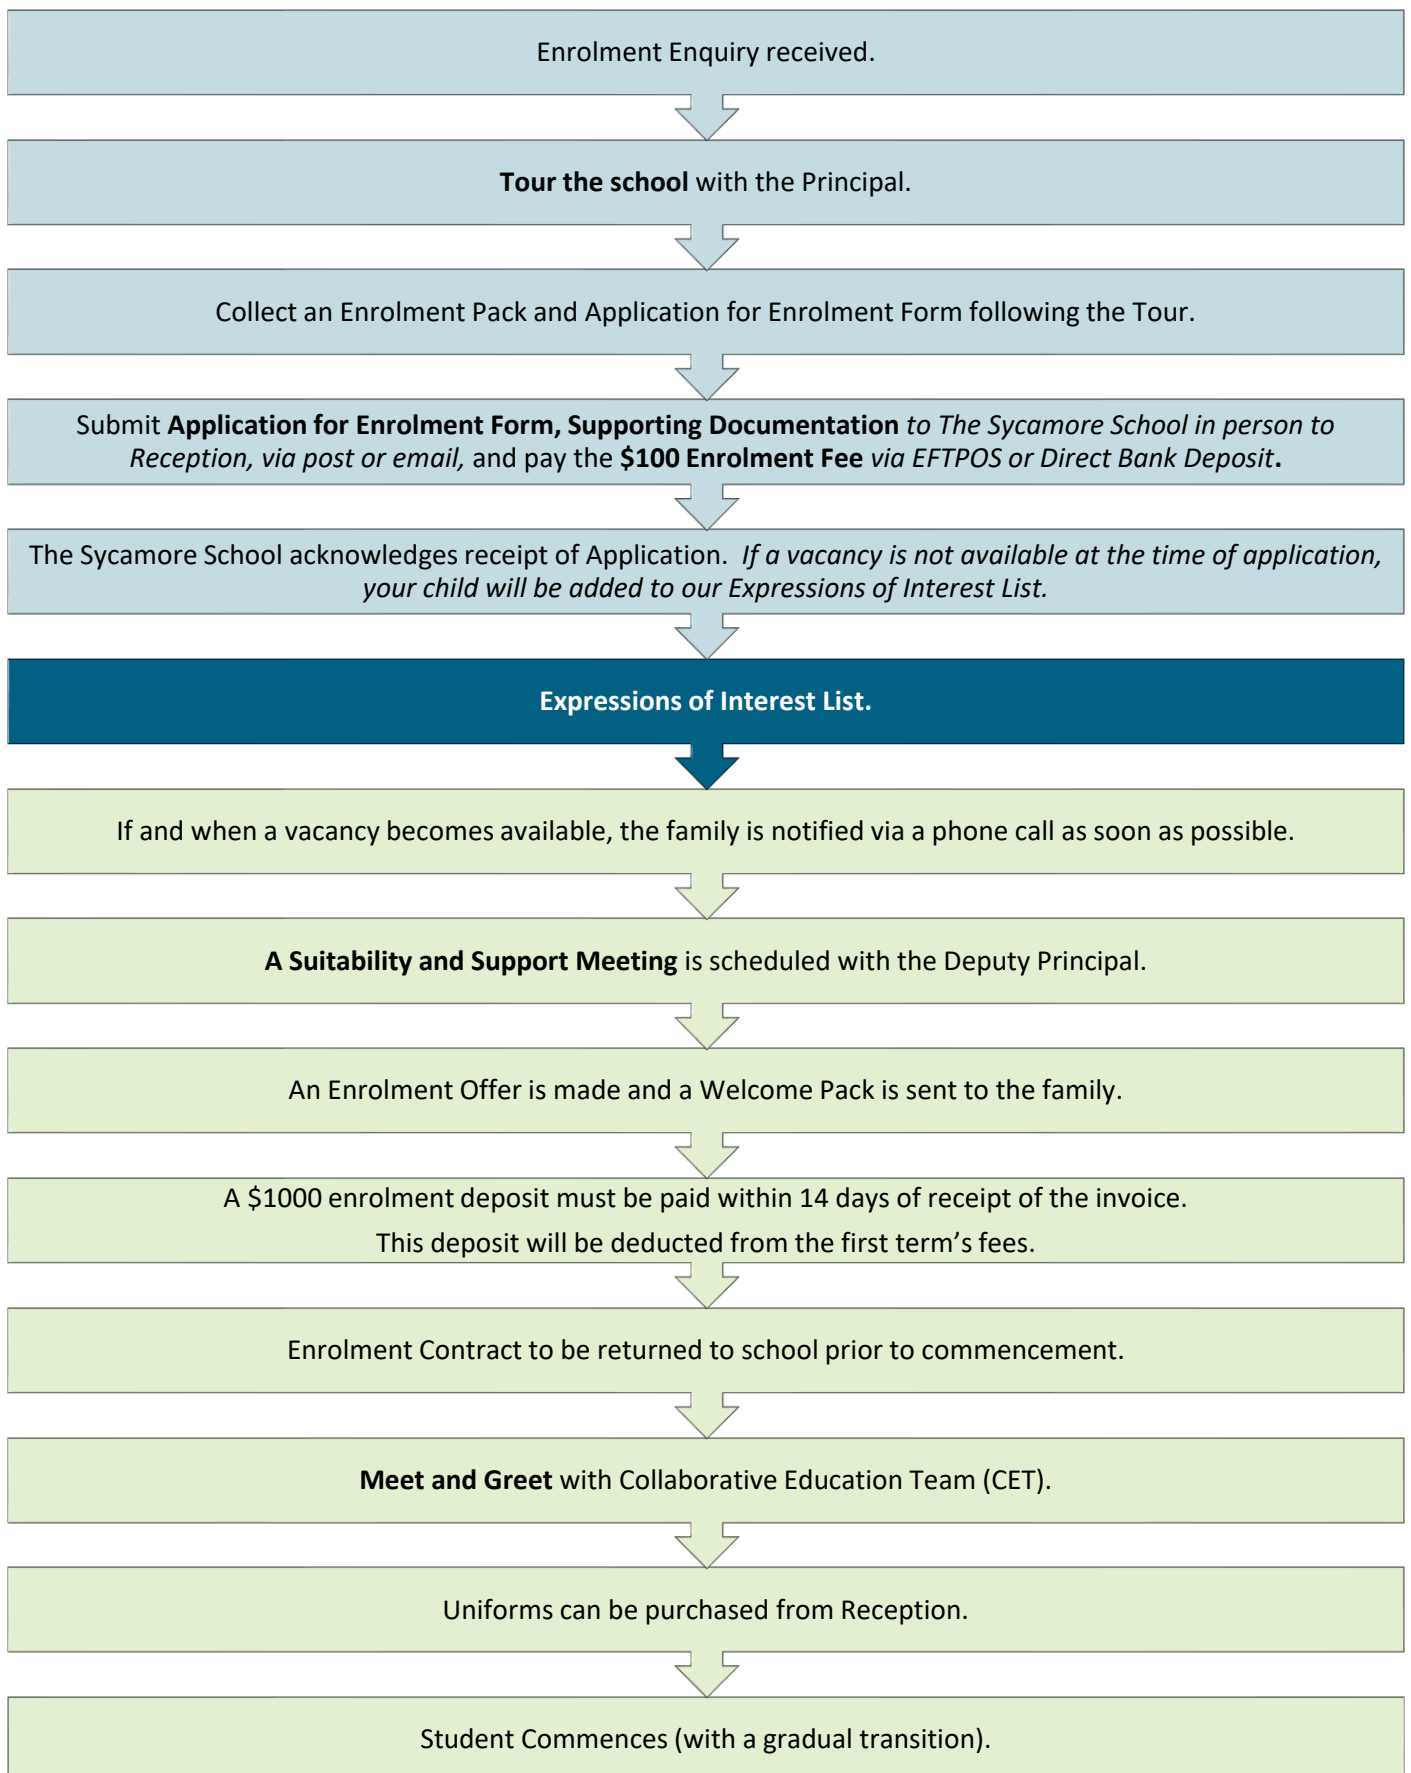 Enrolment Enquiry received.
Tour the school with the Principal.
Collect an Enrolment Pack and Application for Enrolment Form following the Tour.
Submit Application for Enrolment Form, Supporting Documentation to The Sycamore School in person to
Reception, via post or email, and pay the $100 Enrolment Fee via EFTPOS or Direct Bank Deposit.
The Sycamore School acknowledges receipt of Application. If a vacancy is not available at the time of application,
your child will be added to our Expressions of Interest List.
Expressions of Interest List.
If and when a vacancy becomes available, the family is notified via a phone call as soon as possible.
A Suitability and Support Meeting is scheduled with the Deputy Principal.
An Enrolment Offer is made and a Welcome Pack is sent to the family.
A $1000 enrolment deposit must be paid within 14 days of receipt of the invoice.
This deposit will be deducted from the first term’s fees.
Enrolment Contract to be returned to school prior to commencement.
Meet and Greet with Collaborative Education Team (CET).
Uniforms can be purchased from Reception.
Student Commences (with a gradual transition).